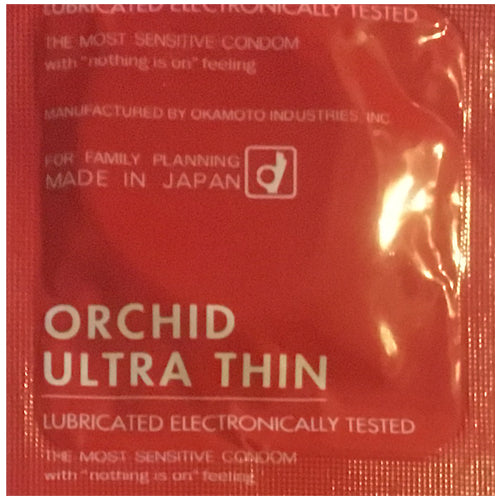 LUBRICATED ELECTRONICALLY TESTED
THE MOST SENSITIVE CONDOM
with "nothing is on" feeling
MANUFACTURED BY OKAMOTO INDUSTRIES, INC
FOR FAMILY PLANNING
MADE IN JAPAN
ORCHID
ULTRA THIN
LUBRICATED ELECTRONICALLY TESTED
THE MOST SENSITIVE CONDOM
with "nothing is on" feeling